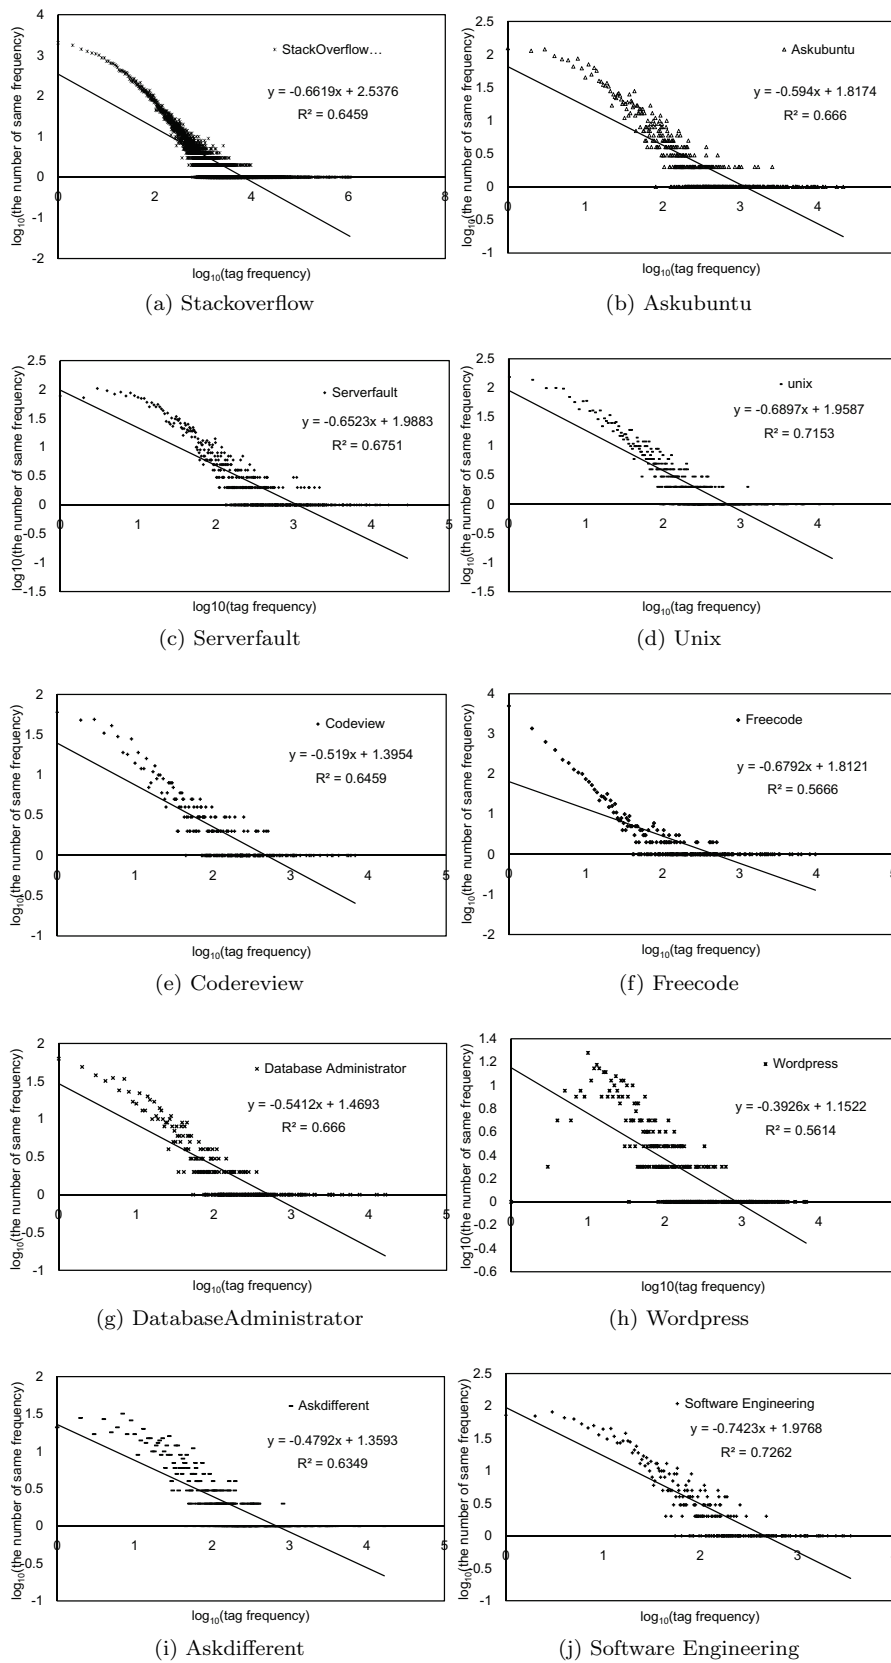 4
3
2
1
0
-1
-2
0
2
4
6
8
StackOverflow…
y = -0.6619x + 2.5376
R² = 0.6459
log10(the number of same frequency)
log10(tag frequency)
(a) Stackoverflow
2.5
2
1.5
1
0.5
0
-0.5
-1
0
1
2
3
4
5
Askubuntu
y = -0.594x + 1.8174
R² = 0.666
log10(the number of same frequency)
log10(tag frequency)
(b) Askubuntu
2.5
2
1.5
1
0.5
0
-0.5
-1
-1.5
0
1
2
3
4
5
Serverfault
y = -0.6523x + 1.9883
R² = 0.6751
log10(the number of same frequency)
log10(tag frequency)
(c) Serverfault
2.5
2
1.5
1
0.5
0
-0.5
-1
-1.5
0
1
2
3
4
5
unix
y = -0.6897x + 1.9587
R² = 0.7153
log10(the number of same frequency)
log10(tag frequency)
(d) Unix
2
1.5
1
0.5
0
-0.5
-1
0
1
2
3
4
5
Codeview
y = -0.519x + 1.3954
R² = 0.6459
log10(the number of same frequency)
log10(tag frequency)
(e) Codereview
4
3
2
1
0
-1
-2
0
1
2
3
4
5
Freecode
y = -0.6792x + 1.8121
R² = 0.5666
log10(the number of same frequency)
log10(tag frequency)
(f) Freecode
2
1.5
1
0.5
0
-0.5
-1
0
1
2
3
4
5
Database Administrator
y = -0.5412x + 1.4693
R² = 0.666
log10(the number of same frequency)
log10(tag frequency)
(g) DatabaseAdministrator
1.4
1.2
1
0.8
0.6
0.4
0.2
0
-0.2
-0.4
-0.6
0
1
2
3
4
Wordpress
y = -0.3926x + 1.1522
R² = 0.5614
log10(the number of same frequency)
log10(tag frequency)
(h) Wordpress
2
1.5
1
0.5
0
-0.5
-1
0
1
2
3
4
5
Askdifferent
y = -0.4792x + 1.3593
R² = 0.6349
log10(the number of same frequency)
log10(tag frequency)
(i) Askdifferent
2.5
2
1.5
1
0.5
0
-0.5
-1
0
1
2
3
Software Engineering
y = -0.7423x + 1.9768
R² = 0.7262
log10(the number of same frequency)
log10(tag frequency)
(j) Software Engineering